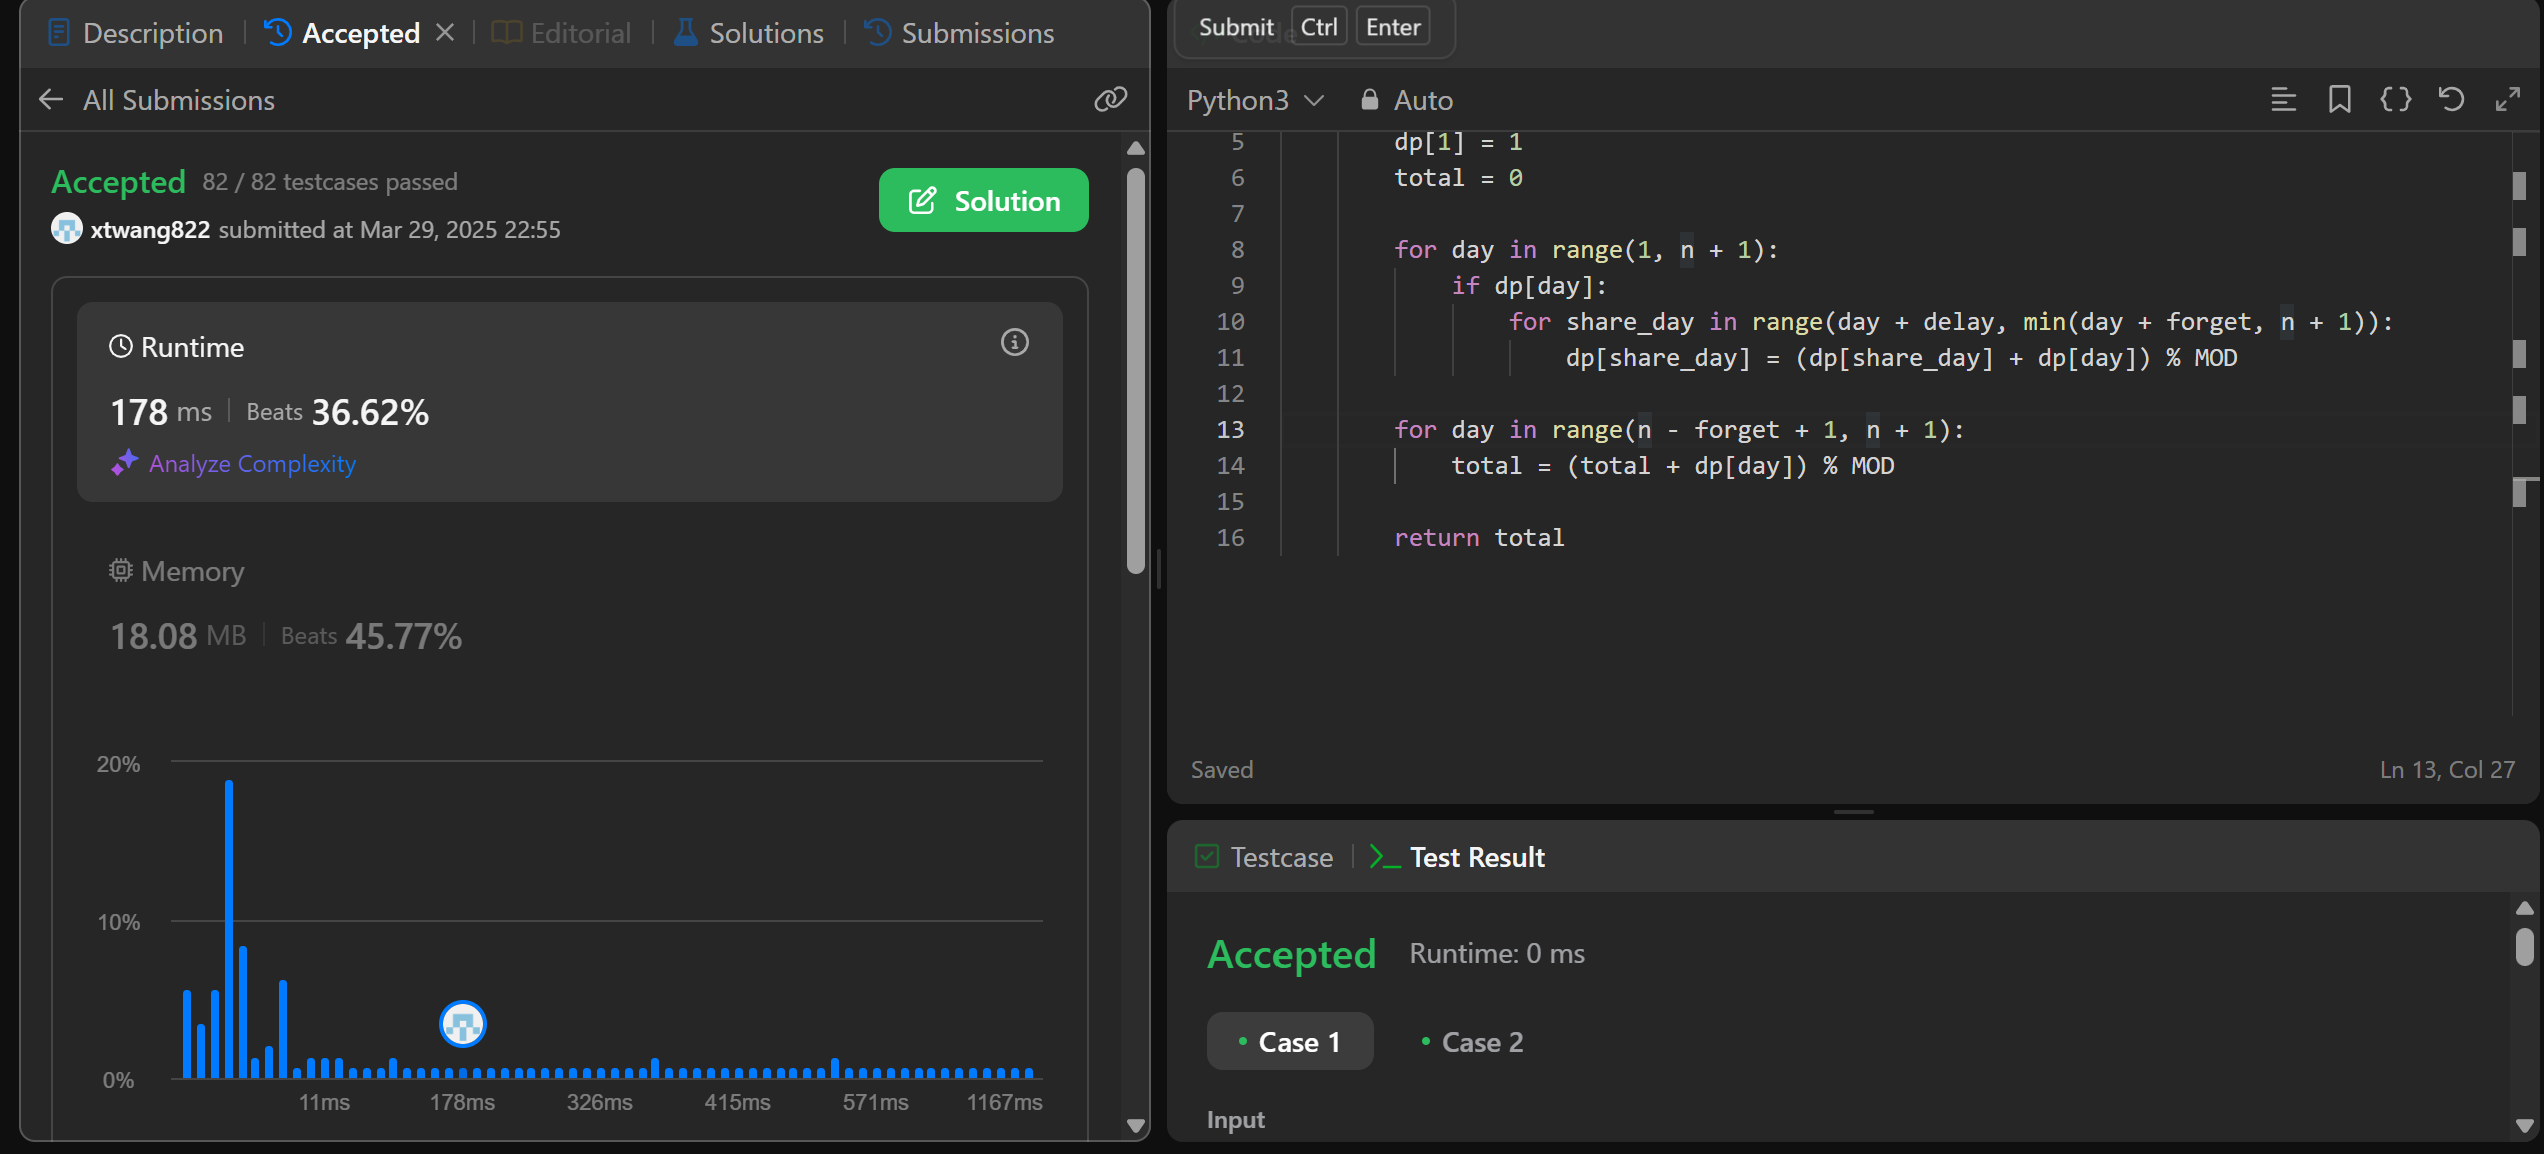 Description
Accepted
Editorial
Solutions
Submissions
All Submissions
Accepted 82 / 82 testcases passed
xtwang822 submitted at Mar 29, 2025 22:55
Solution
Runtime
178 ms
Beats 36.62%
Analyze Complexity
Memory
18.08 MB
Beats 45.77%
20%
10%
0%
11ms 178ms 326ms 415ms 571ms 1167ms
Submit Ctrl Enter
Python3
Auto
5 dp[1] = 1
6 total = 0
7
8 for day in range(1, n + 1):
9 if dp[day]:
10 for share_day in range(day + delay, min(day + forget, n + 1)):
11 dp[share_day] = (dp[share_day] + dp[day]) % MOD
12
13 for day in range(n - forget + 1, n + 1):
14 total = (total + dp[day]) % MOD
15
16 return total
Saved
Ln 13, Col 27
Testcase
Test Result
Accepted Runtime: 0 ms
Case 1
Case 2
Input